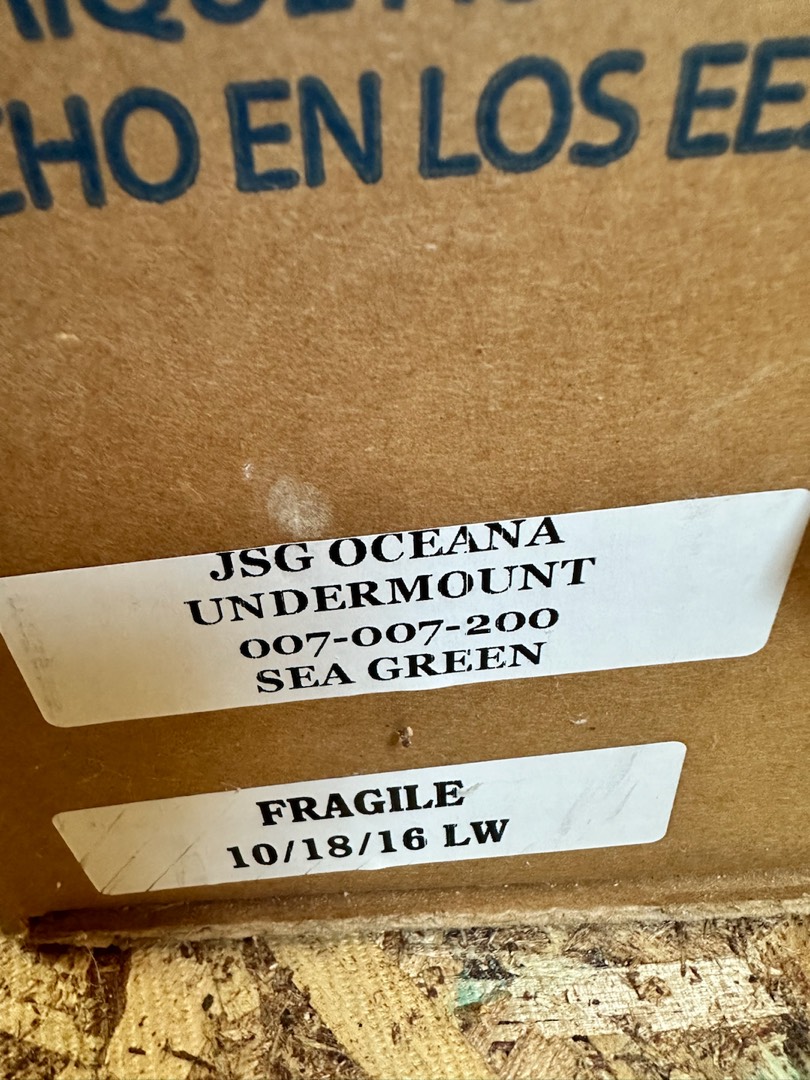 CHO EN LOS EE
JSG OCEANA
UNDERMOUNT
007-007-200
SEA GREEN
FRAGILE
10/18/16 LW